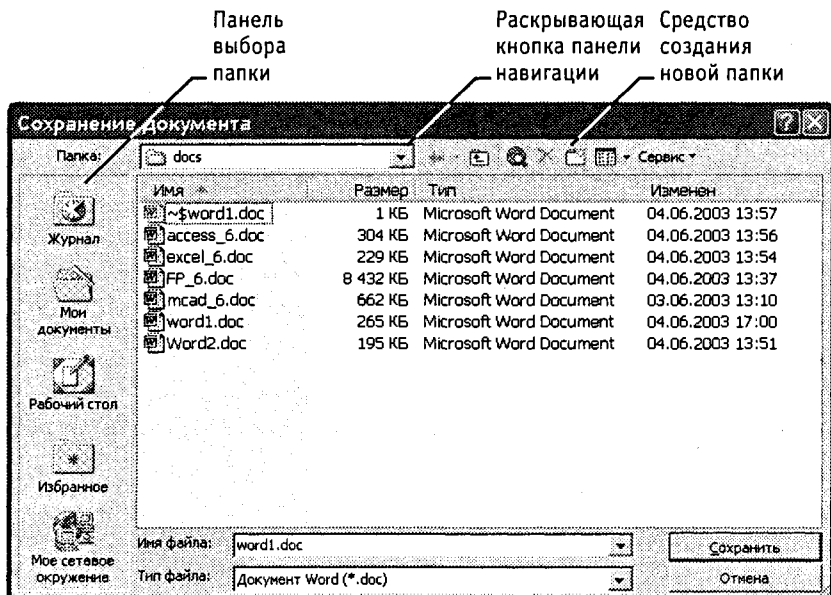 Панель
выбора
папки
Раскрывающая
кнопка панели
навигации
Средство
создания
новой папки
Сохранение документа
Папка:
docs
Сервис
Имя Размер Тип Изменен
~$word1.doc 1 КБ Microsoft Word Document 04.06.2003 13:57
access_6.doc 304 КБ Microsoft Word Document 04.06.2003 13:56
excel_6.doc 229 КБ Microsoft Word Document 04.06.2003 13:54
FP_6.doc 8 432 КБ Microsoft Word Document 04.06.2003 13:37
mcad_6.doc 662 КБ Microsoft Word Document 03.06.2003 13:10
word1.doc 265 КБ Microsoft Word Document 04.06.2003 17:00
Word2.doc 195 КБ Microsoft Word Document 04.06.2003 13:51
Журнал
Мои
документы
Рабочий стол
Избранное
Мое сетевое
окружение
Имя файла: word1.doc
Сохранить
Тип файла: Документ Word (*.doc)
Отмена